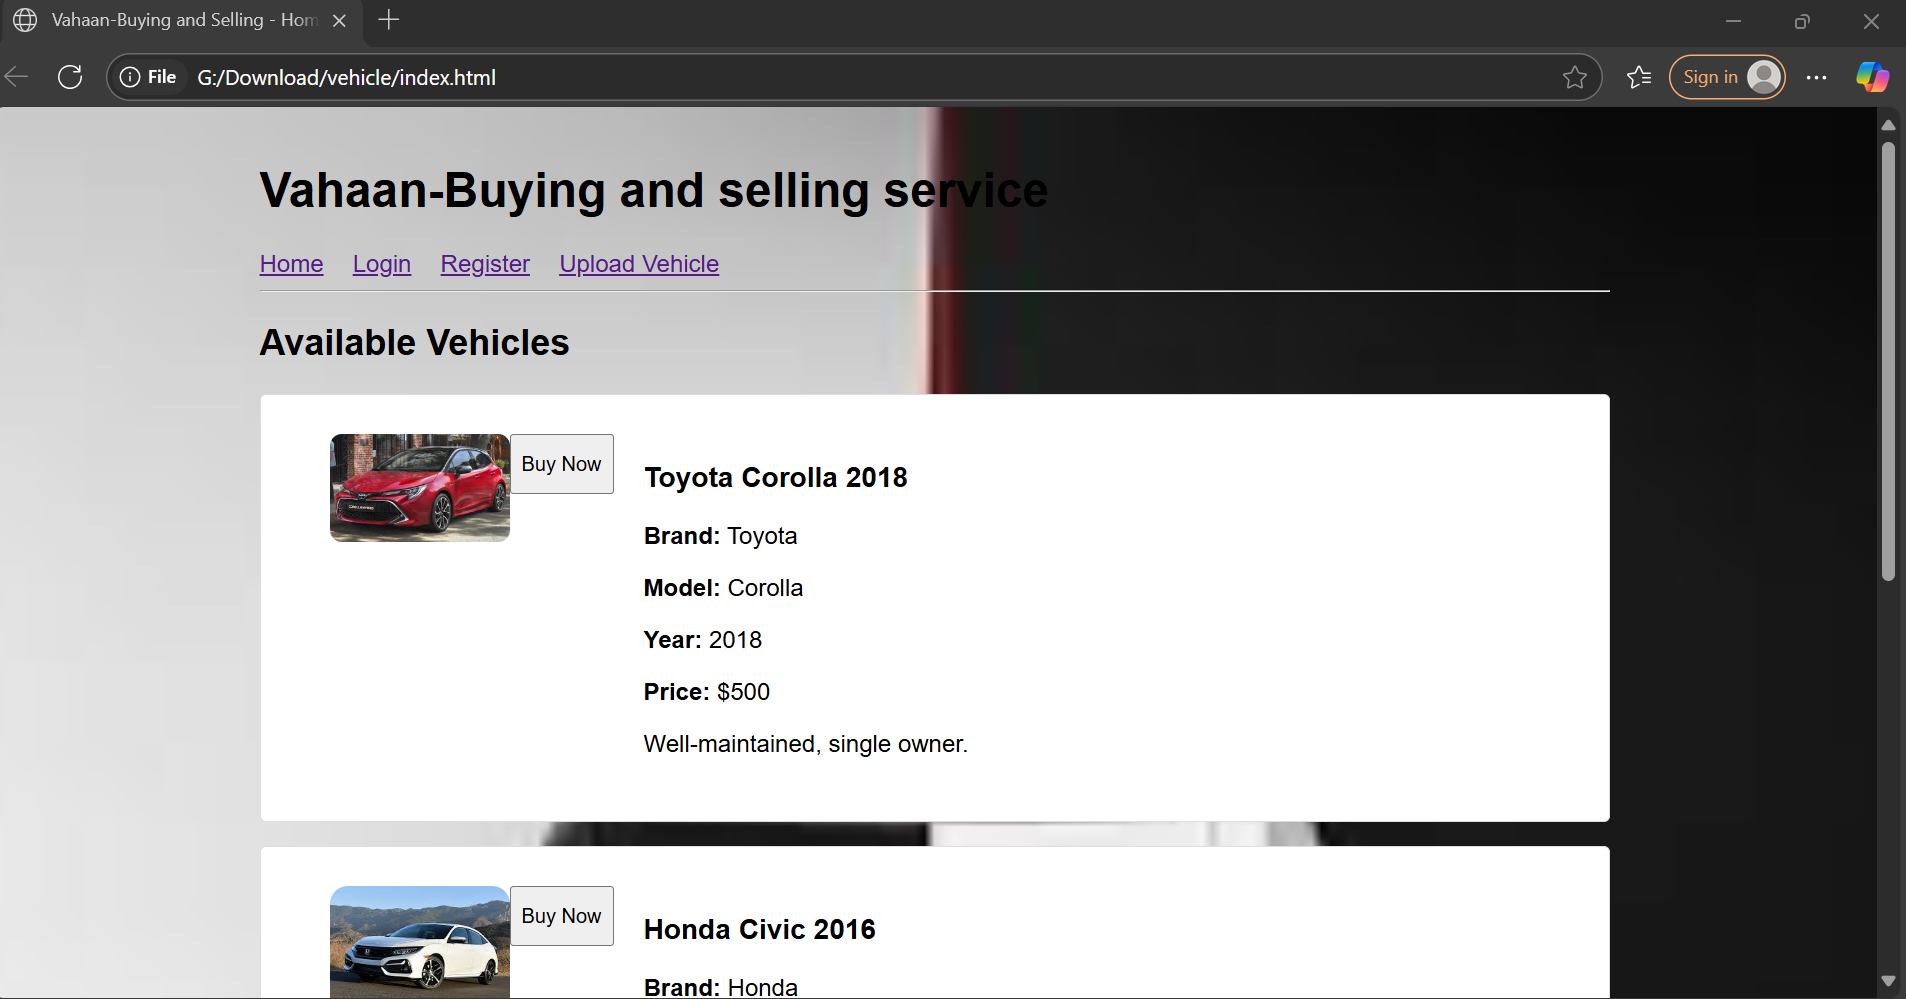 Vahaan-Buying and Selling - Hom
File G:/Download/vehicle/index.html
Sign in
Vahaan-Buying and selling service
Home Login Register Upload Vehicle
Available Vehicles
Buy Now
Toyota Corolla 2018
Brand: Toyota
Model: Corolla
Year: 2018
Price: $500
Well-maintained, single owner.
Buy Now
Honda Civic 2016
Brand: Honda